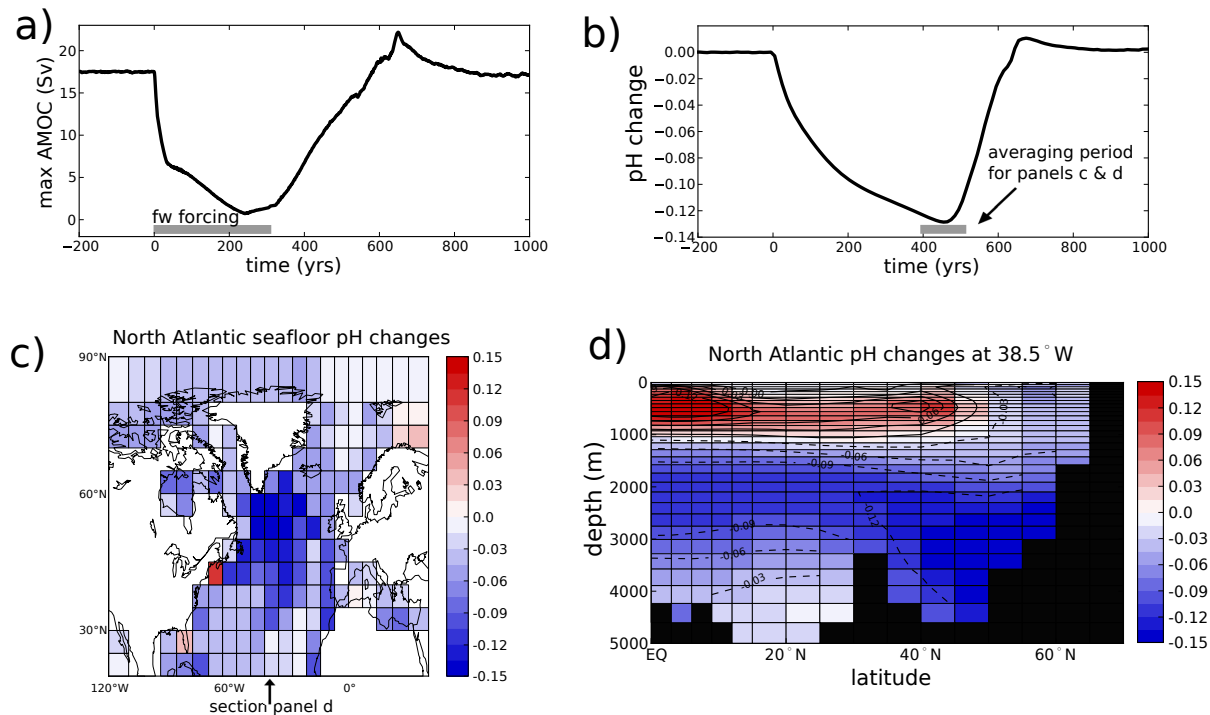 a)
max AMOC (Sv)
20
15
10
5
0
fw forcing
−200
0
200
400
600
800
1000
time (yrs)
b)
pH change
0.00
−0.02
−0.04
−0.06
−0.08
−0.10
−0.12
−0.14
averaging period
for panels c & d
−200
0
200
400
600
800
1000
time (yrs)
c)
North Atlantic seafloor pH changes
90°N
60°N
30°N
120°W
60°W
0°
section panel d
0.15
0.12
0.09
0.06
0.03
0.0
-0.03
-0.06
-0.09
-0.12
-0.15
d)
North Atlantic pH changes at 38.5°W
depth (m)
0
1000
2000
3000
4000
5000
EQ
20°N
40°N
60°N
latitude
-0.06
-0.09
-0.12
-0.09
-0.06
-0.03
0.15
0.12
0.09
0.06
0.03
0.0
-0.03
-0.06
-0.09
-0.12
-0.15